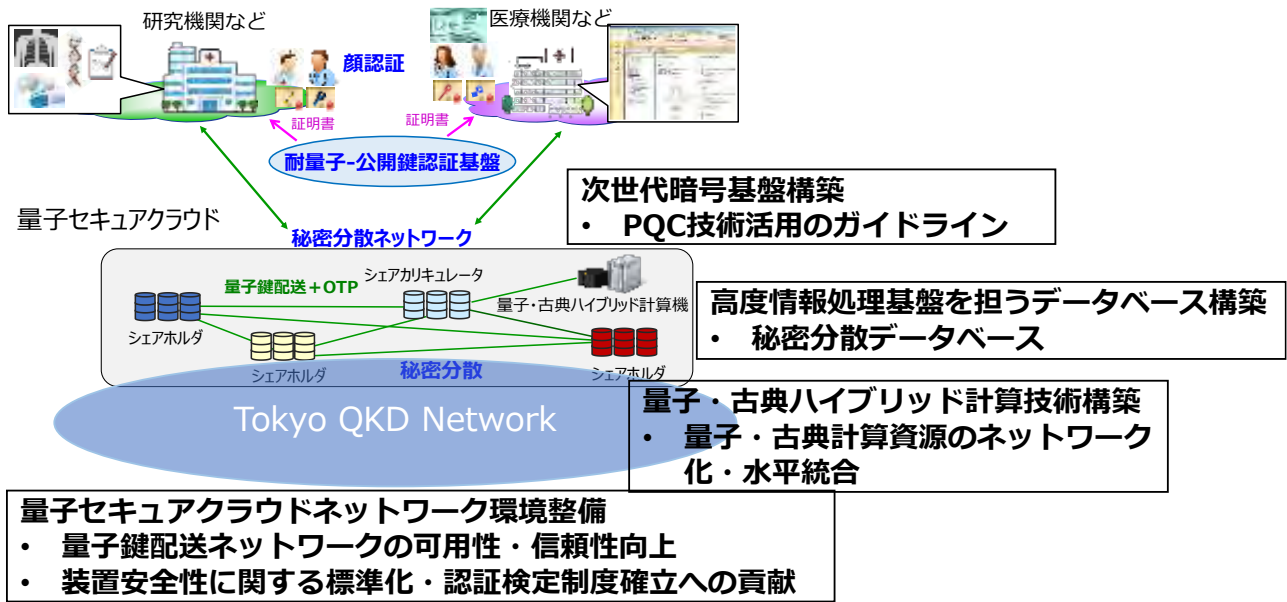 研究機関など
医療機関など
顔認証
証明書
証明書
耐量子-公開鍵認証基盤
次世代暗号基盤構築
• PQC技術活用のガイドライン
量子セキュアクラウド
秘密分散ネットワーク
シェアカリキュレータ
量子鍵配送＋OTP
量子・古典ハイブリッド計算機
高度情報処理基盤を担うデータベース構築
• 秘密分散データベース
シェアホルダ
シェアホルダ
秘密分散
シェアホルダ
量子・古典ハイブリッド計算技術構築
• 量子・古典計算資源のネットワーク
化・水平統合
Tokyo QKD Network
量子セキュアクラウドネットワーク環境整備
• 量子鍵配送ネットワークの可用性・信頼性向上
• 装置安全性に関する標準化・認証検定制度確立への貢献